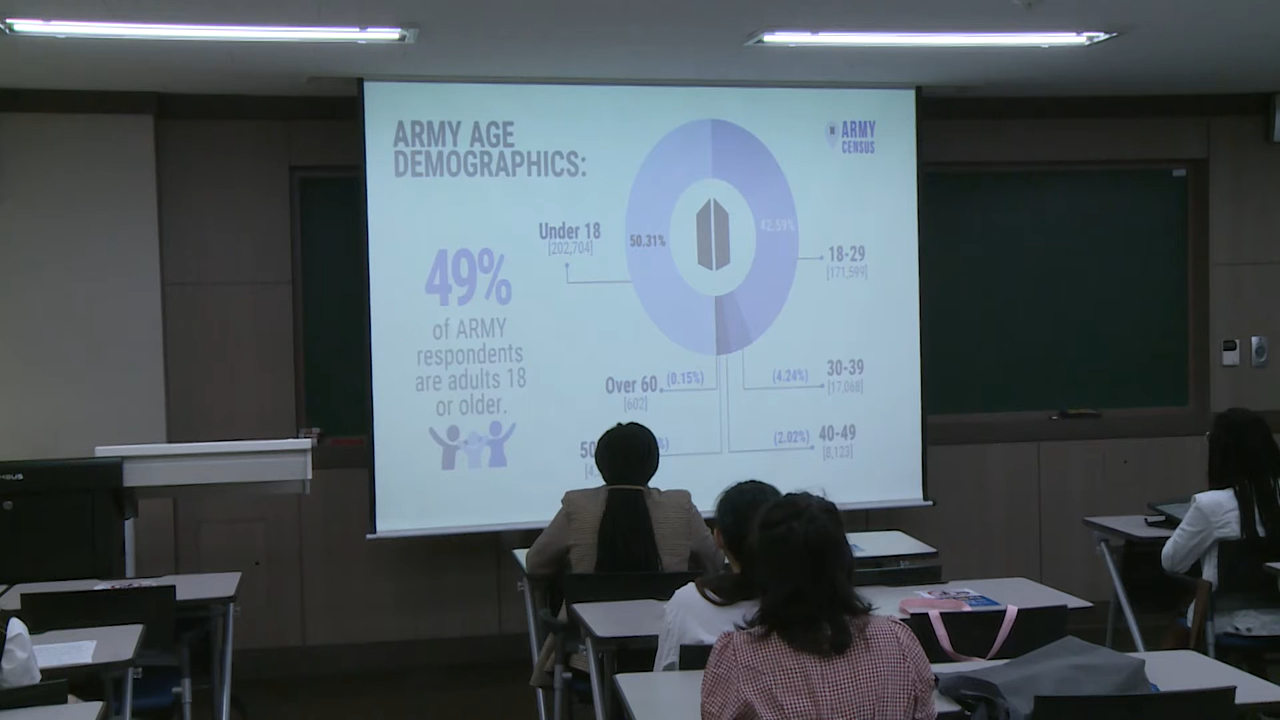 ARMY AGE
DEMOGRAPHICS:
ARMY
CENSUS
49%
of ARMY
respondents
are adults 18
or older.
Under 18
[202,704]
50.31%
42.59%
18-29
[171,599]
30-39
[17,068]
(4.24%)
40-49
[8,123]
(2.02%)
Over 60
[602]
(0.15%)